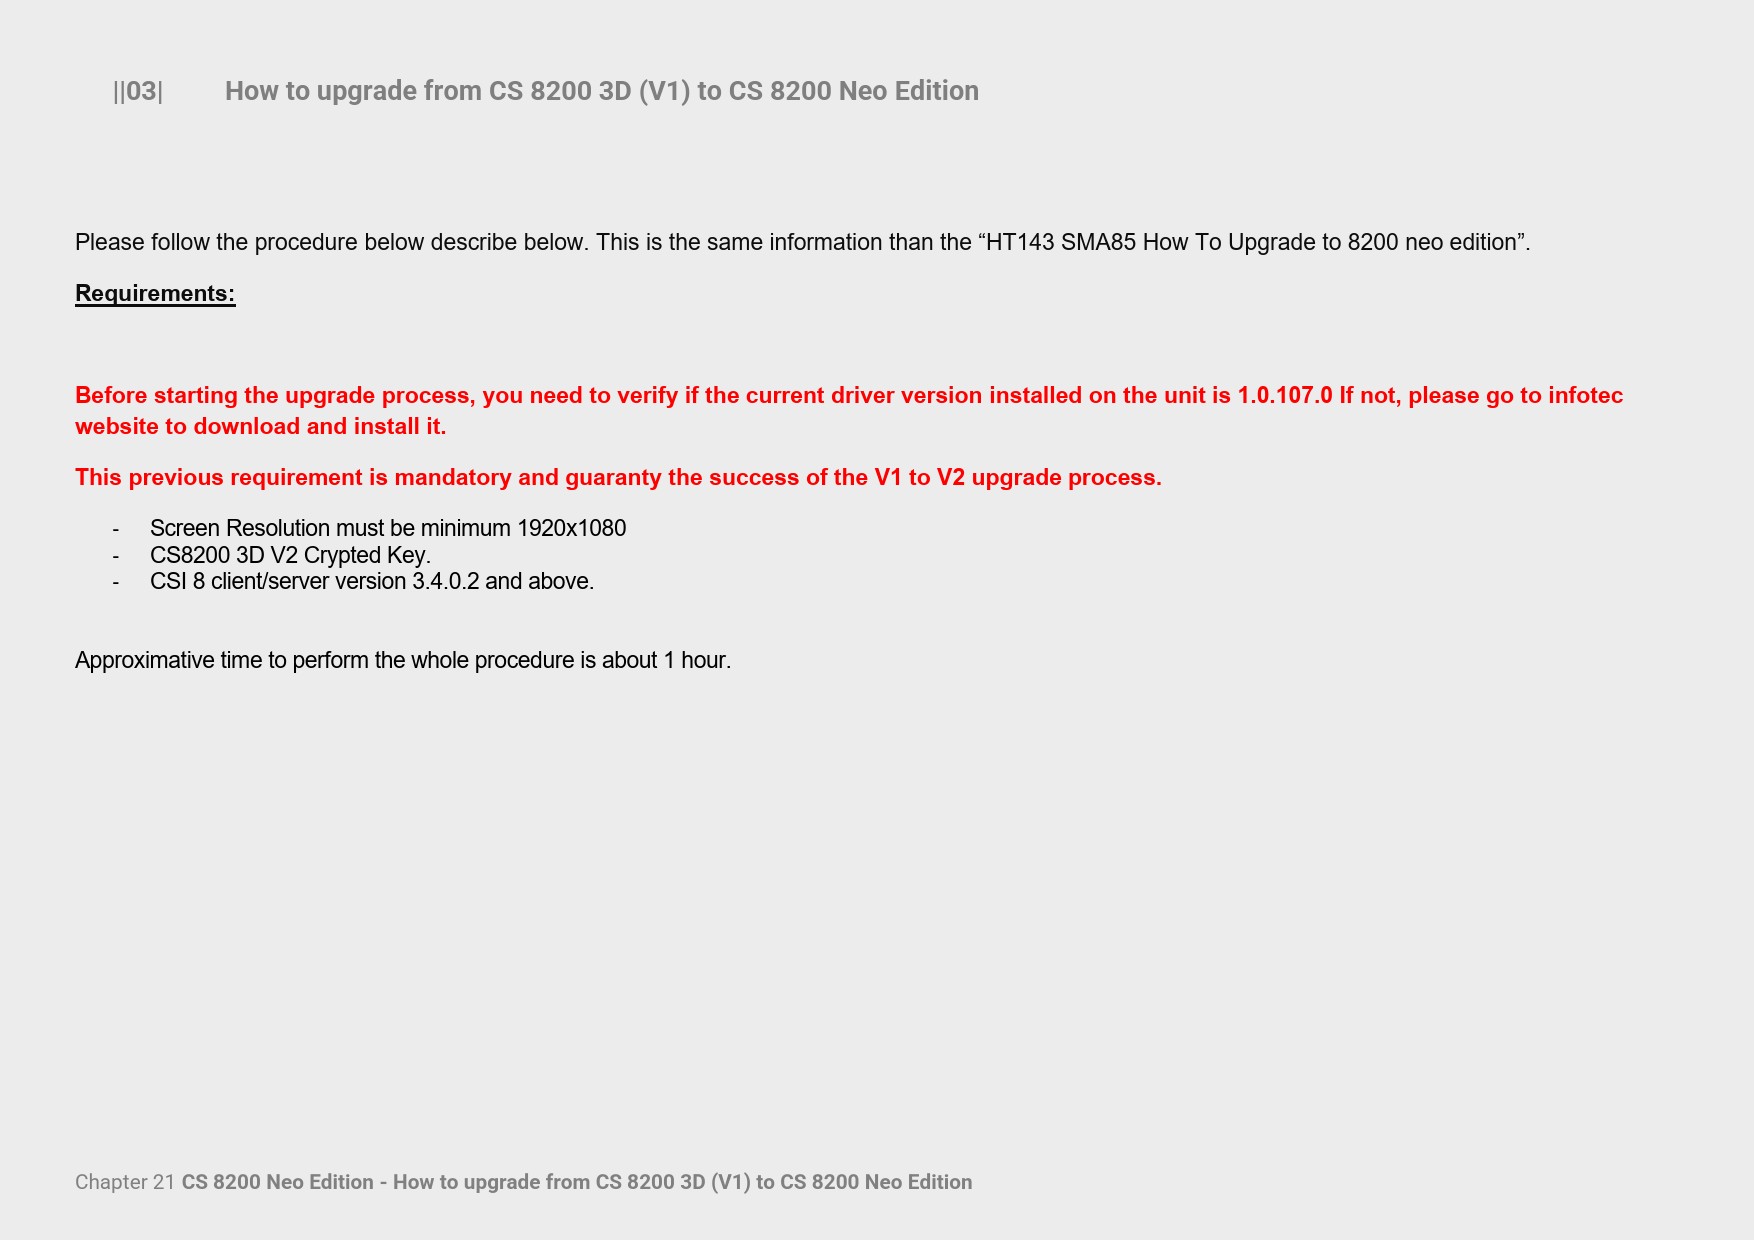 ||03| How to upgrade from CS 8200 3D (V1) to CS 8200 Neo Edition
Please follow the procedure below describe below. This is the same information than the “HT143 SMA85 How To Upgrade to 8200 neo edition”.
Requirements:
Before starting the upgrade process, you need to verify if the current driver version installed on the unit is 1.0.107.0 If not, please go to infotec
website to download and install it.
This previous requirement is mandatory and guaranty the success of the V1 to V2 upgrade process.
- Screen Resolution must be minimum 1920x1080
- CS8200 3D V2 Crypted Key.
- CSI 8 client/server version 3.4.0.2 and above.
Approximative time to perform the whole procedure is about 1 hour.
Chapter 21 CS 8200 Neo Edition - How to upgrade from CS 8200 3D (V1) to CS 8200 Neo Edition